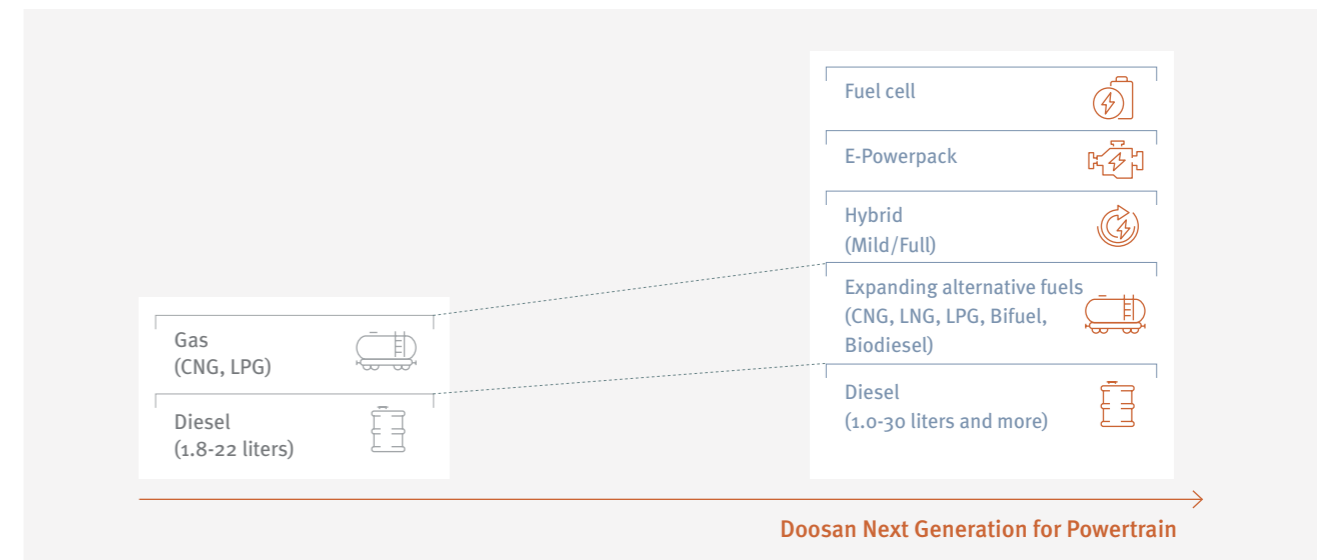 Gas
(CNG, LPG)
Diesel
(1.8-22 liters)
Fuel cell
E-Powerpack
Hybrid
(Mild/Full)
Expanding alternative fuels
(CNG, LNG, LPG, Bifuel,
Biodiesel)
Diesel
(1.0-30 liters and more)
Doosan Next Generation for Powertrain